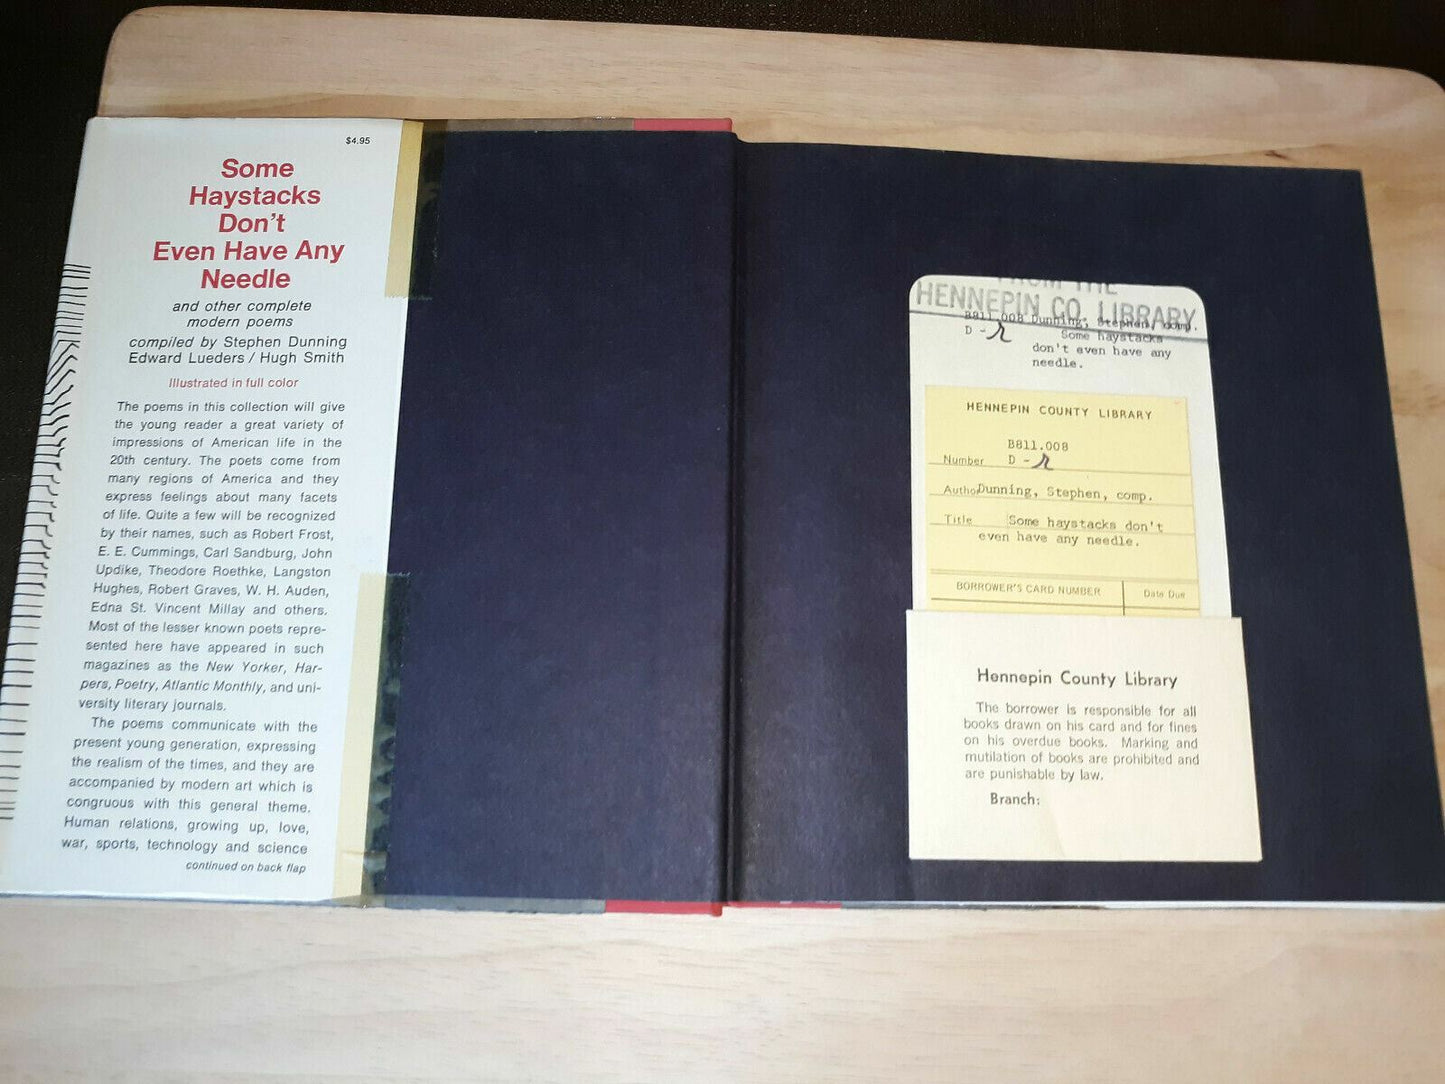 $4.95
Some
Haystacks
Don't
Even Have Any
Needle
and other complete
modern poems
compiled by Stephen Dunning
Edward Lueders / Hugh Smith
Illustrated in full color
The poems in this collection will give
the young reader a great variety of
impressions of American life in the
20th century. The poets come from
many regions of America and they
express feelings about many facets
of life. Quite a few will be recognized
by their names, such as Robert Frost,
E. E. Cummings, Carl Sandburg, John
Updike, Theodore Roethke, Langston
Hughes, Robert Graves, W. H. Auden,
Edna St. Vincent Millay and others.
Most of the lesser known poets repre-
sented here have appeared in such
magazines as the New Yorker, Har-
pers, Poetry, Atlantic Monthly, and uni-
versity literary journals.
The poems communicate with the
present young generation, expressing
the realism of the times, and they are
accompanied by modern art which is
congruous with this general theme.
Human relations, growing up, love,
war, sports, technology and science
continued on back flap
FROM THE
HENNEPIN CO. LIBRARY
B811.008 Dunning, Stephen, comp.
D - r Some haystacks
don't even have any
needle.
HENNEPIN COUNTY LIBRARY
B811.008
Number D - r
Author Dunning, Stephen, comp.
Title Some haystacks don't
even have any needle.
BORROWER'S CARD NUMBER Date Due
Hennepin County Library
The borrower is responsible for all
books drawn on his card and for fines
on his overdue books. Marking and
mutilation of books are prohibited and
are punishable by law.
Branch: